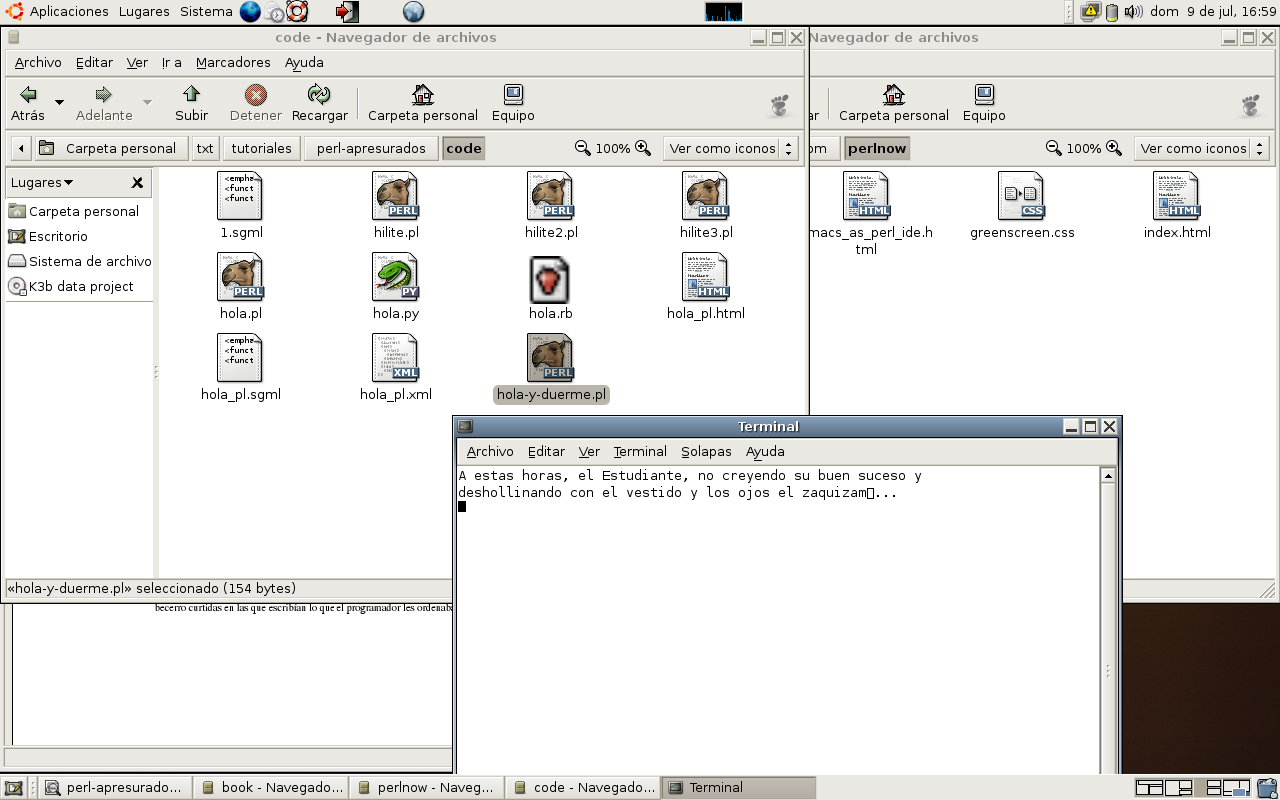 Aplicaciones Lugares Sistema dom 9 de jul, 16:59
code - Navegador de archivos
Navegador de archivos
Archivo Editar Ver Ir a Marcadores Ayuda
Atrás Adelante Subir Detener Recargar Carpeta personal Equipo
Carpeta personal Equipo
Carpeta personal txt tutoriales perl-apresurados code 100% Ver como iconos
perlnow 100% Ver como iconos
Lugares
Carpeta personal
Escritorio
Sistema de archivo
K3b data project
1.sgml hilite.pl hilite2.pl hilite3.pl
hola.pl hola.py hola.rb hola_pl.html
hola_pl.sgml hola_pl.xml hola-y-duerme.pl
macs_as_perl_ide.h
tml
greenscreen.css index.html
«hola-y-duerme.pl» seleccionado (154 bytes)
becerro curtidas en las que escribían lo que el programador les ordenaba
Terminal
Archivo Editar Ver Terminal Solapas Ayuda
A estas horas, el Estudiante, no creyendo su buen suceso y
deshollinando con el vestido y los ojos el zaquizam▯...
perl-apresurado... book - Navegado... perlnow - Naveg... code - Navegado... Terminal